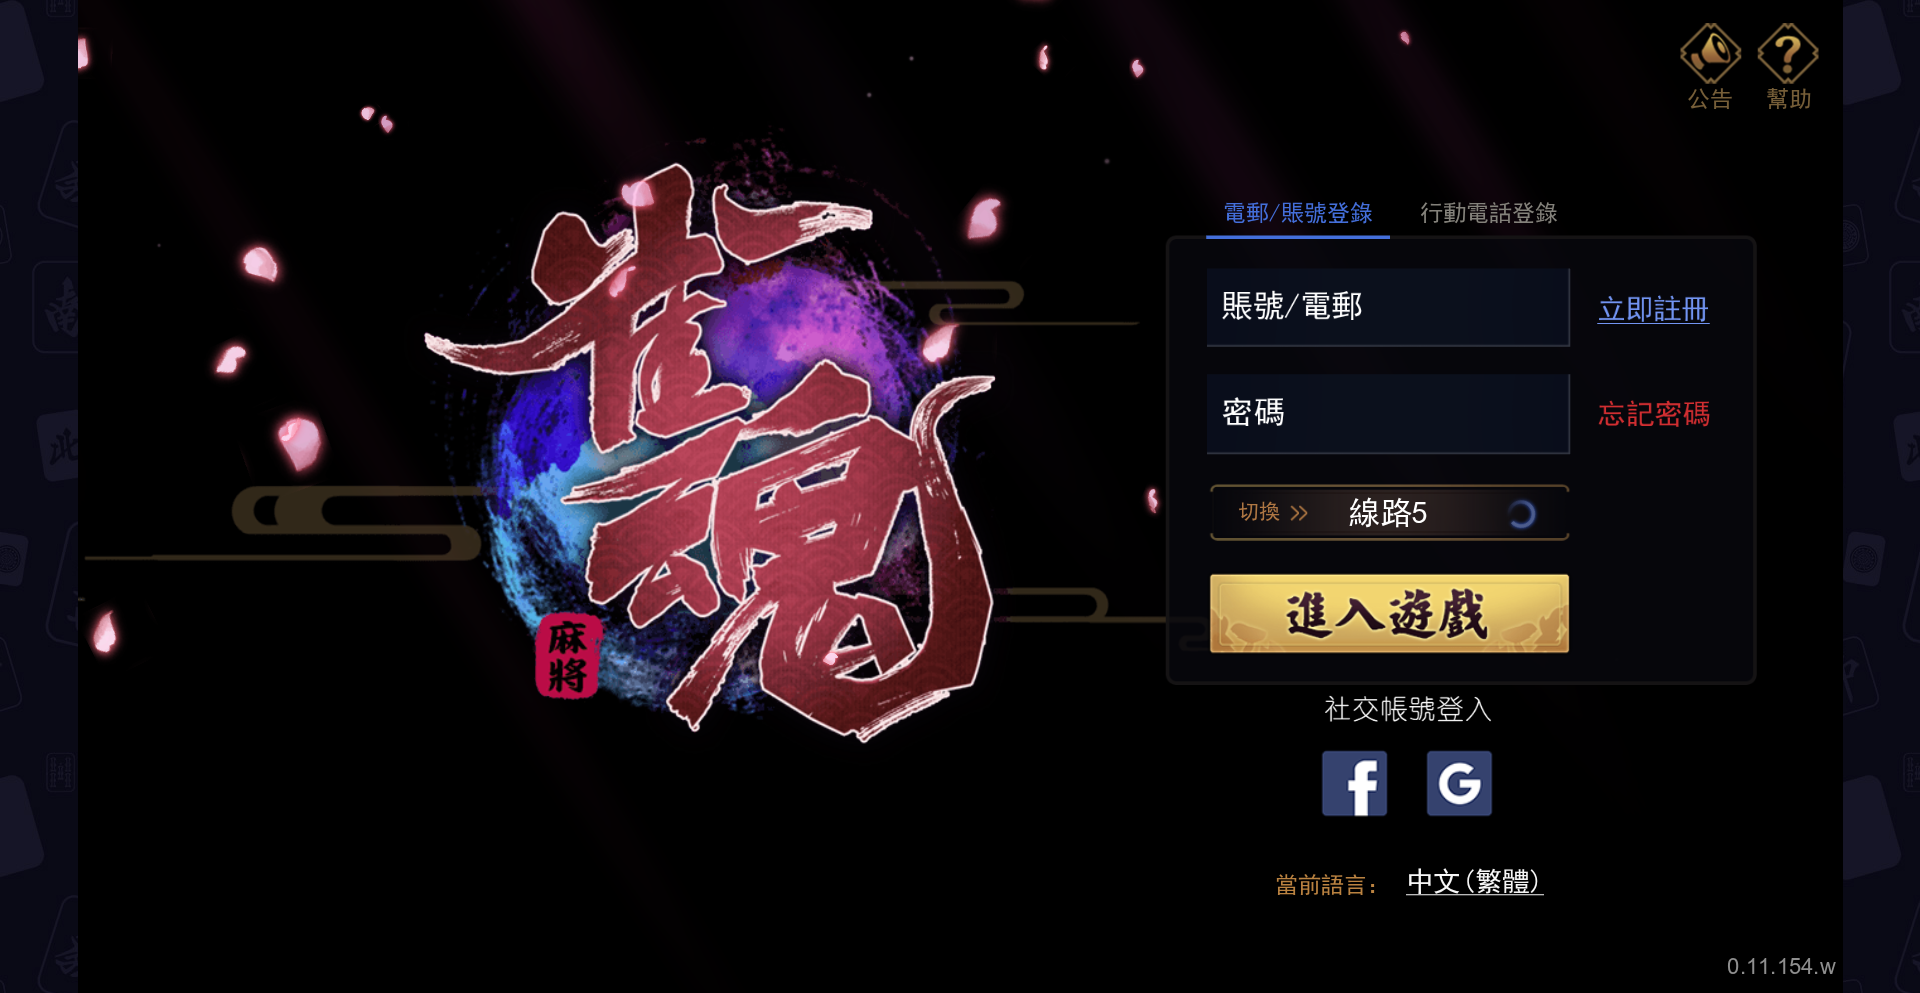 公告
幫助
雀魂
麻將
電郵/賬號登錄
行動電話登錄
賬號/電郵
立即註冊
密碼
忘記密碼
切換 >> 線路5
進入遊戲
社交帳號登入
f
G
當前語言：
中文(繁體)
0.11.154.w